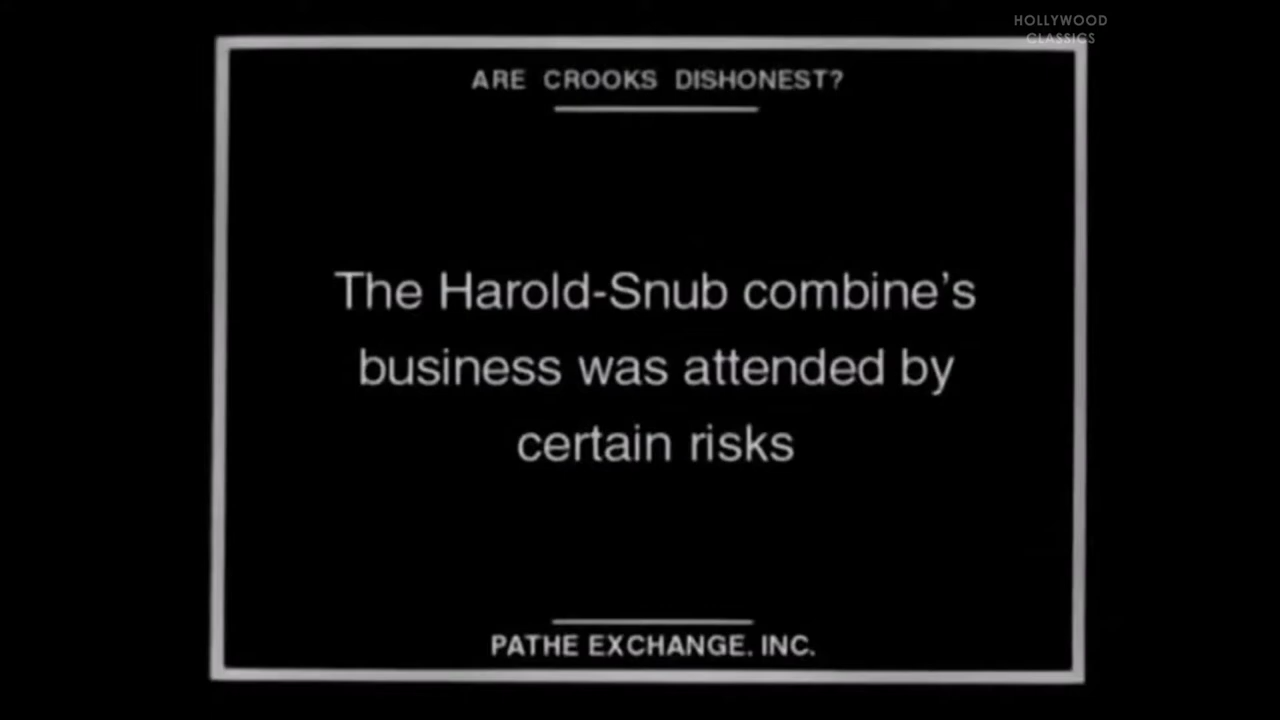 HOLLYWOOD
CLASSICS
ARE CROOKS DISHONEST?
The Harold-Snub combine's
business was attended by
certain risks
PATHE EXCHANGE. INC.